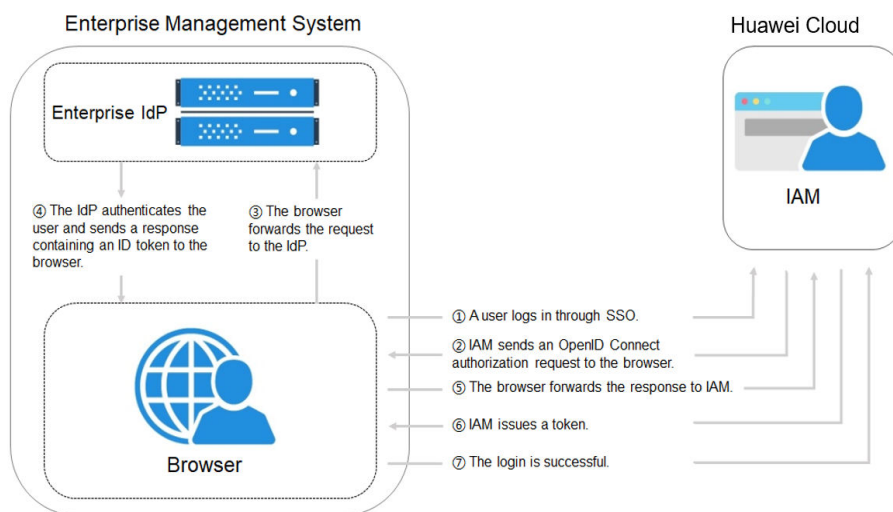 Enterprise Management System
Huawei Cloud
Enterprise IdP
IAM
④ The IdP authenticates the
user and sends a response
containing an ID token to the
browser.
③ The browser
forwards the request
to the IdP.
① A user logs in through SSO.
② IAM sends an OpenID Connect
authorization request to the browser.
⑤ The browser forwards the response to IAM.
⑥ IAM issues a token.
⑦ The login is successful.
Browser